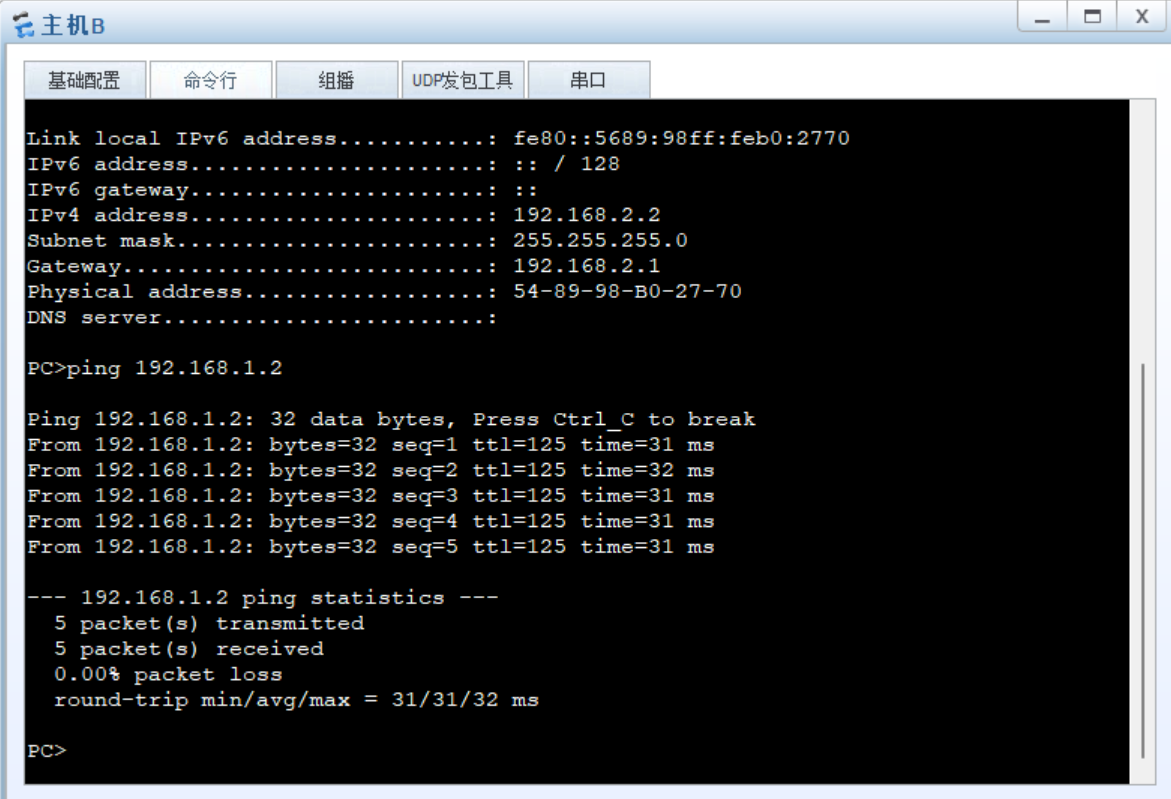 主机B
基础配置 命令行 组播 UDP发包工具 串口
Link local IPv6 address...........: fe80::5689:98ff:feb0:2770
IPv6 address......................: :: / 128
IPv6 gateway......................: ::
IPv4 address......................: 192.168.2.2
Subnet mask.......................: 255.255.255.0
Gateway...........................: 192.168.2.1
Physical address..................: 54-89-98-B0-27-70
DNS server........................:
PC>ping 192.168.1.2
Ping 192.168.1.2: 32 data bytes, Press Ctrl_C to break
From 192.168.1.2: bytes=32 seq=1 ttl=125 time=31 ms
From 192.168.1.2: bytes=32 seq=2 ttl=125 time=32 ms
From 192.168.1.2: bytes=32 seq=3 ttl=125 time=31 ms
From 192.168.1.2: bytes=32 seq=4 ttl=125 time=31 ms
From 192.168.1.2: bytes=32 seq=5 ttl=125 time=31 ms
--- 192.168.1.2 ping statistics ---
5 packet(s) transmitted
5 packet(s) received
0.00% packet loss
round-trip min/avg/max = 31/31/32 ms
PC>